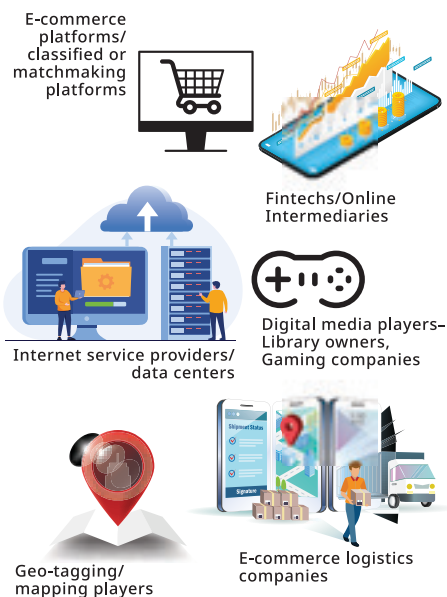 E-commerce
platforms/
classified or
matchmaking
platforms
Fintechs/Online
Intermediaries
Internet service providers/
data centers
Digital media players–
Library owners,
Gaming companies
Shipment Status
Signature
Geo-tagging/
mapping players
E-commerce logistics
companies